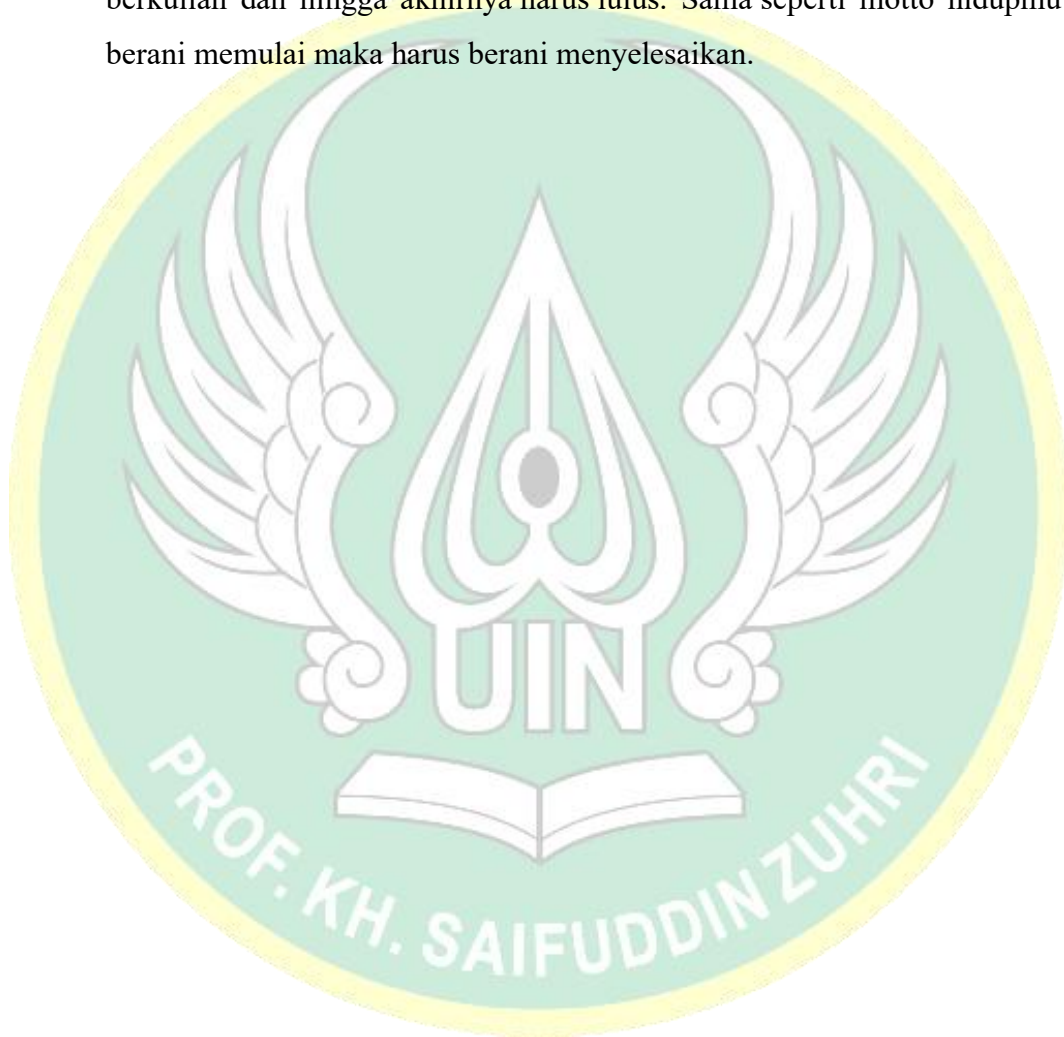 berkuliah dan hingga akhirnya harus lulus. Sama seperti motto hidupmu
berani memulai maka harus berani menyelesaikan.
UIN
PROF. KH. SAIFUDDIN ZUHRI